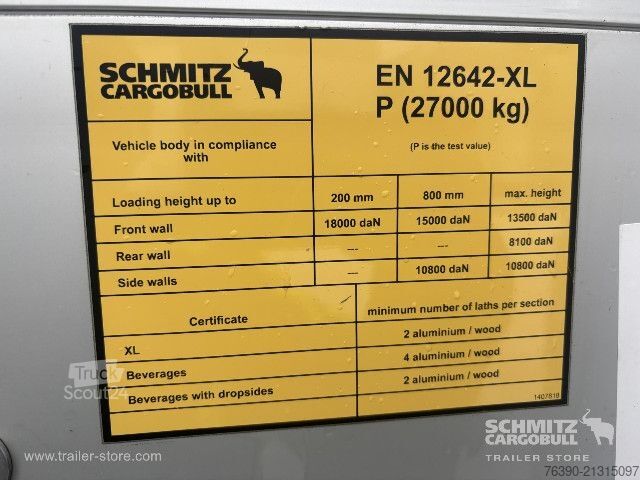 SCHMITZ
CARGOBULL
EN 12642-XL
P (27000 kg)
Vehicle body in compliance
with
(P is the test value)
Loading height up to 200 mm 800 mm max. height
Front wall 18000 daN 15000 daN 13500 daN
Rear wall --- --- 8100 daN
Side walls --- 10800 daN 10800 daN
Certificate minimum number of laths per section
XL 2 aluminium / wood
Beverages 4 aluminium / wood
Beverages with dropsides 2 aluminium / wood
1407819
Truck
Scout24
www.trailer-store.com
SCHMITZ
CARGOBULL
TRAILER STORE
76390-21315097